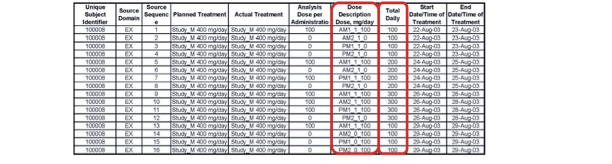 Unique Subject Identifier Source Domain Source Sequenc e Planned Treatment Actual Treatment Analysis Dose per Administratio Dose Description Dose, mg/day Total Daily Start Date/Time of Treatment End Date/Time of Treatment
100008 EX 1 Study_M 400 mg/day Study_M 400 mg/day 100 AM1_1_100 100 22-Aug-03 23-Aug-03
100008 EX 2 Study_M 400 mg/day Study_M 400 mg/day 0 AM2_1_0 100 22-Aug-03 23-Aug-03
100008 EX 3 Study_M 400 mg/day Study_M 400 mg/day 0 PM1_1_0 100 22-Aug-03 23-Aug-03
100008 EX 4 Study_M 400 mg/day Study_M 400 mg/day 0 PM2_1_0 100 22-Aug-03 23-Aug-03
100008 EX 5 Study_M 400 mg/day Study_M 400 mg/day 100 AM1_1_100 200 24-Aug-03 25-Aug-03
100008 EX 6 Study_M 400 mg/day Study_M 400 mg/day 0 AM2_1_0 200 24-Aug-03 25-Aug-03
100008 EX 7 Study_M 400 mg/day Study_M 400 mg/day 100 PM1_1_100 200 24-Aug-03 25-Aug-03
100008 EX 8 Study_M 400 mg/day Study_M 400 mg/day 0 200 24-Aug-03 25-Aug-03
100008 EX 9 Study_M 400 mg/day Study_M 400 mg/day 100 AM1_1_100 300 26-Aug-03 26-Aug-03
100008 EX 10 Study_M 400 mg/day Study_M 400 mg/day 100 AM2_1_100 300 26-Aug-03 26-Aug-03
100008 EX 11 Study_M 400 mg/day Study_M 400 mg/day 100 PM1_1_100 300 26-Aug-03 26-Aug-03
100008 EX 12 Study_M 400 mg/day Study_M 400 mg/day 0 PM2_1_0 300 26-Aug-03 26-Aug-03
100008 EX 13 Study_M 400 mg/day Study_M 400 mg/day 100 AM1_1_100 100 29-Aug-03 29-Aug-03
100008 EX 14 Study_M 400 mg/day Study_M 400 mg/day 0 AM2_0_100 100 29-Aug-03 29-Aug-03
100008 EX 15 Study_M 400 mg/day Study_M 400 mg/day 0 PM1_0_100 100 29-Aug-03 29-Aug-03
100008 EX 16 Study_M 400 mg/day Study_M 400 mg/day 0 PM2_0_100 100 29-Aug-03 29-Aug-03